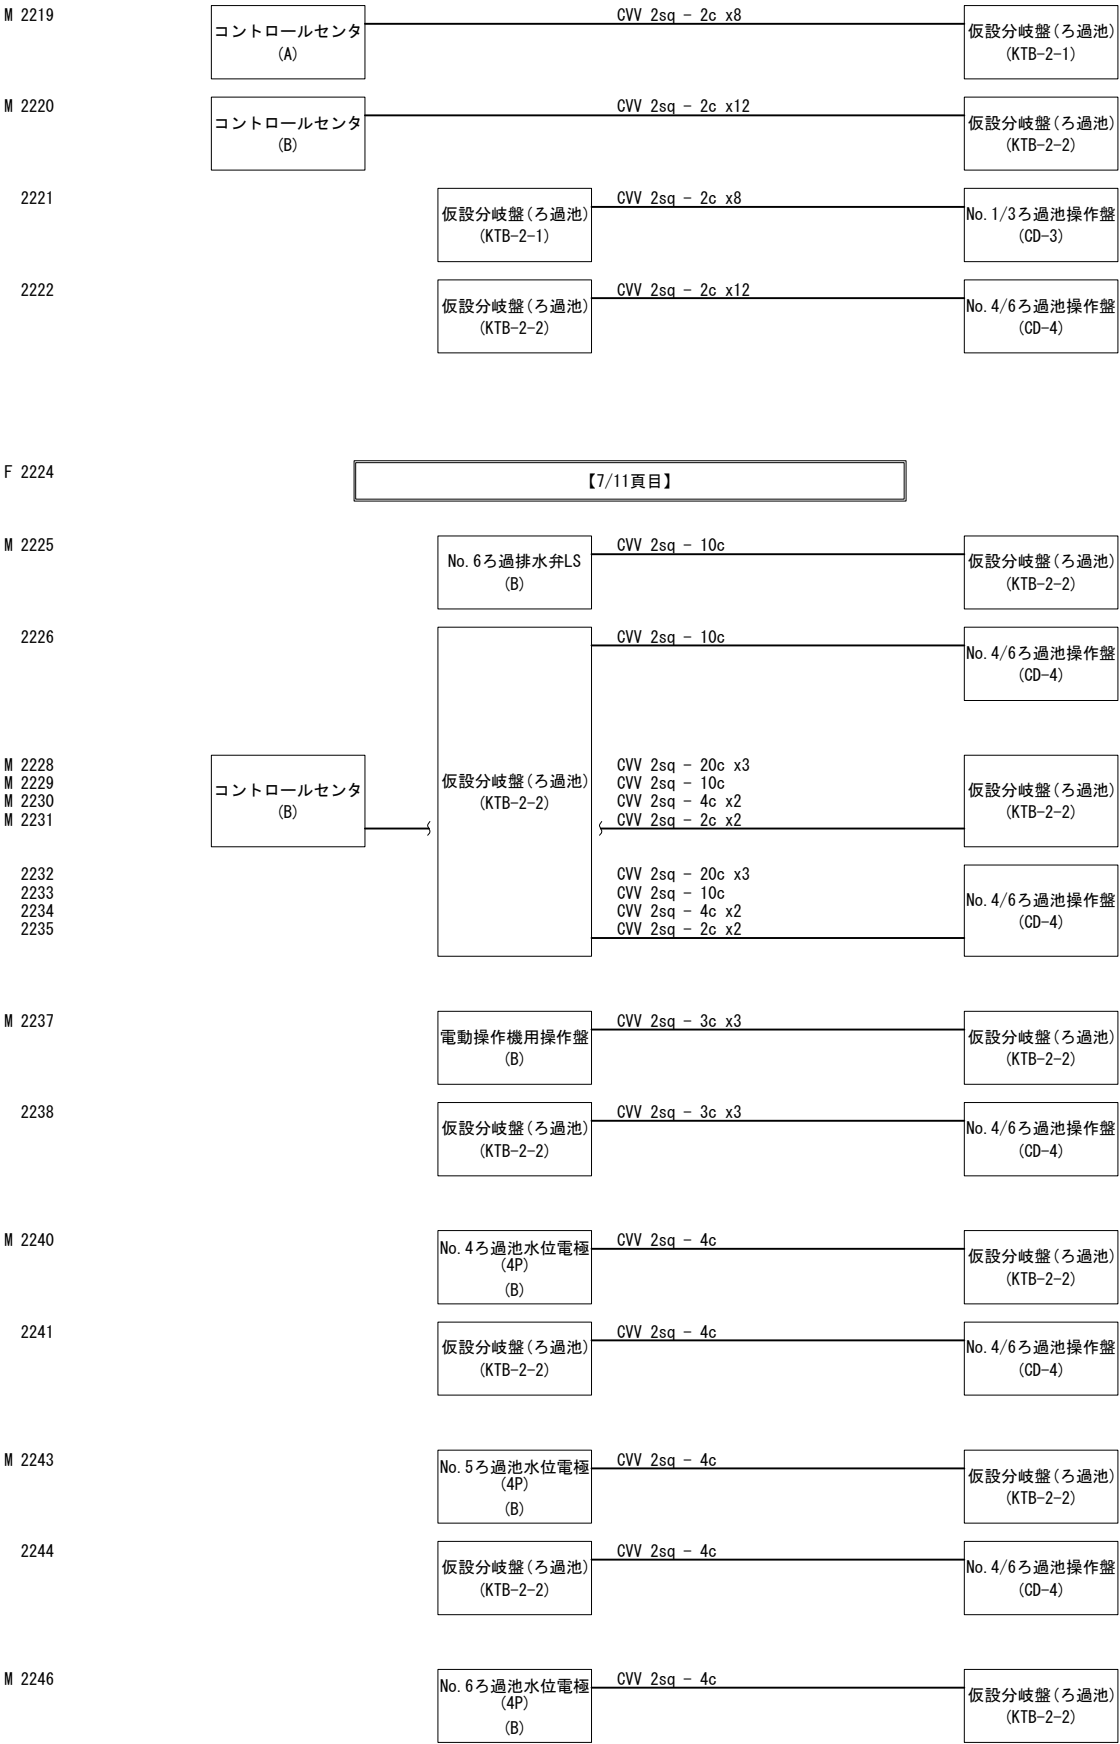 M 2219
コントロールセンタ
(A)
CVV 2sq - 2c x8
仮設分岐盤(ろ過池)
(KTB-2-1)
M 2220
コントロールセンタ
(B)
CVV 2sq - 2c x12
仮設分岐盤(ろ過池)
(KTB-2-2)
2221
仮設分岐盤(ろ過池)
(KTB-2-1)
CVV 2sq - 2c x8
No.1/3ろ過池操作盤
(CD-3)
2222
仮設分岐盤(ろ過池)
(KTB-2-2)
CVV 2sq - 2c x12
No.4/6ろ過池操作盤
(CD-4)
F 2224
【7/11頁目】
M 2225
No.6ろ過排水弁LS
(B)
CVV 2sq - 10c
仮設分岐盤(ろ過池)
(KTB-2-2)
2226
CVV 2sq - 10c
No.4/6ろ過池操作盤
(CD-4)
M 2228
M 2229
M 2230
M 2231
コントロールセンタ
(B)
仮設分岐盤(ろ過池)
(KTB-2-2)
CVV 2sq - 20c x3
CVV 2sq - 10c
CVV 2sq - 4c x2
CVV 2sq - 2c x2
仮設分岐盤(ろ過池)
(KTB-2-2)
2232
2233
2234
2235
CVV 2sq - 20c x3
CVV 2sq - 10c
CVV 2sq - 4c x2
CVV 2sq - 2c x2
No.4/6ろ過池操作盤
(CD-4)
M 2237
電動操作機用操作盤
(B)
CVV 2sq - 3c x3
仮設分岐盤(ろ過池)
(KTB-2-2)
2238
仮設分岐盤(ろ過池)
(KTB-2-2)
CVV 2sq - 3c x3
No.4/6ろ過池操作盤
(CD-4)
M 2240
No.4ろ過池水位電極
(4P)
(B)
CVV 2sq - 4c
仮設分岐盤(ろ過池)
(KTB-2-2)
2241
仮設分岐盤(ろ過池)
(KTB-2-2)
CVV 2sq - 4c
No.4/6ろ過池操作盤
(CD-4)
M 2243
No.5ろ過池水位電極
(4P)
(B)
CVV 2sq - 4c
仮設分岐盤(ろ過池)
(KTB-2-2)
2244
仮設分岐盤(ろ過池)
(KTB-2-2)
CVV 2sq - 4c
No.4/6ろ過池操作盤
(CD-4)
M 2246
No.6ろ過池水位電極
(4P)
(B)
CVV 2sq - 4c
仮設分岐盤(ろ過池)
(KTB-2-2)